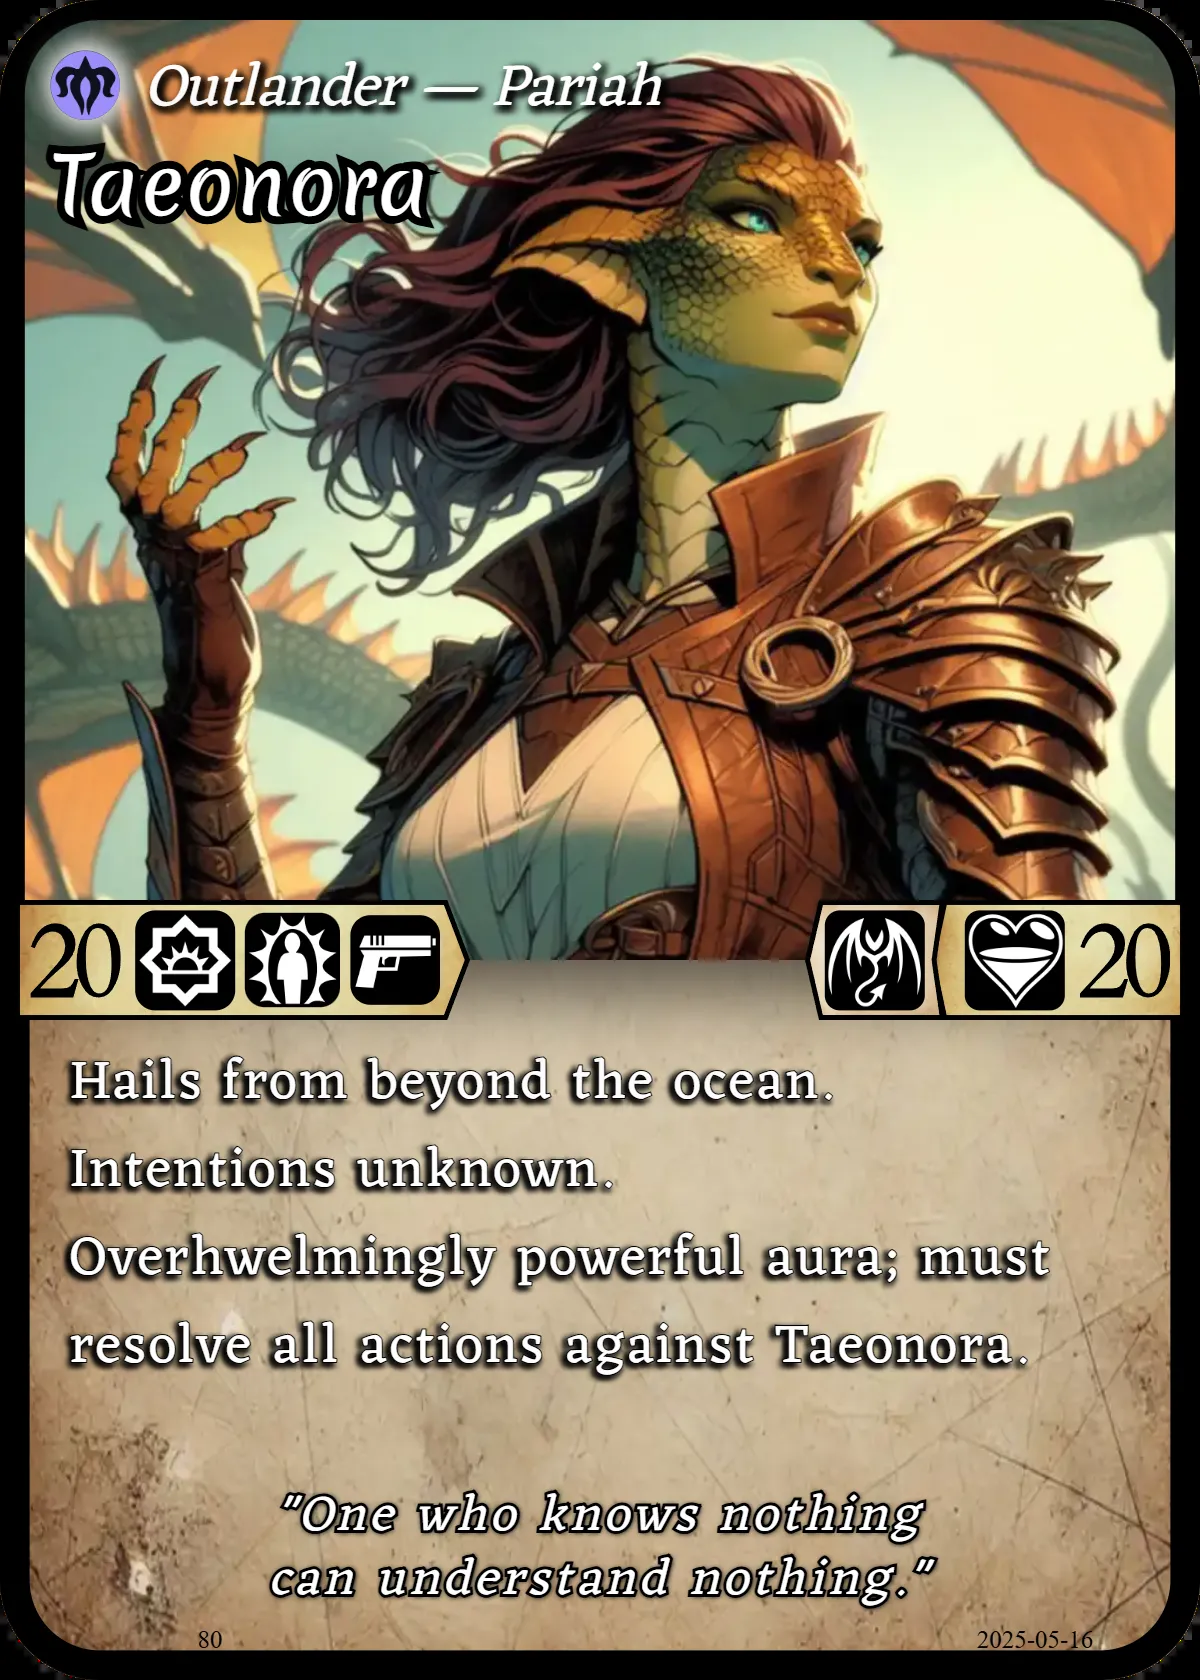 Outlander — Pariah
Taeonora
20 20
Hails from beyond the ocean.
Intentions unknown.
Overhwelmingly powerful aura; must
resolve all actions against Taeonora.
"One who knows nothing
can understand nothing."
80 2025-05-16